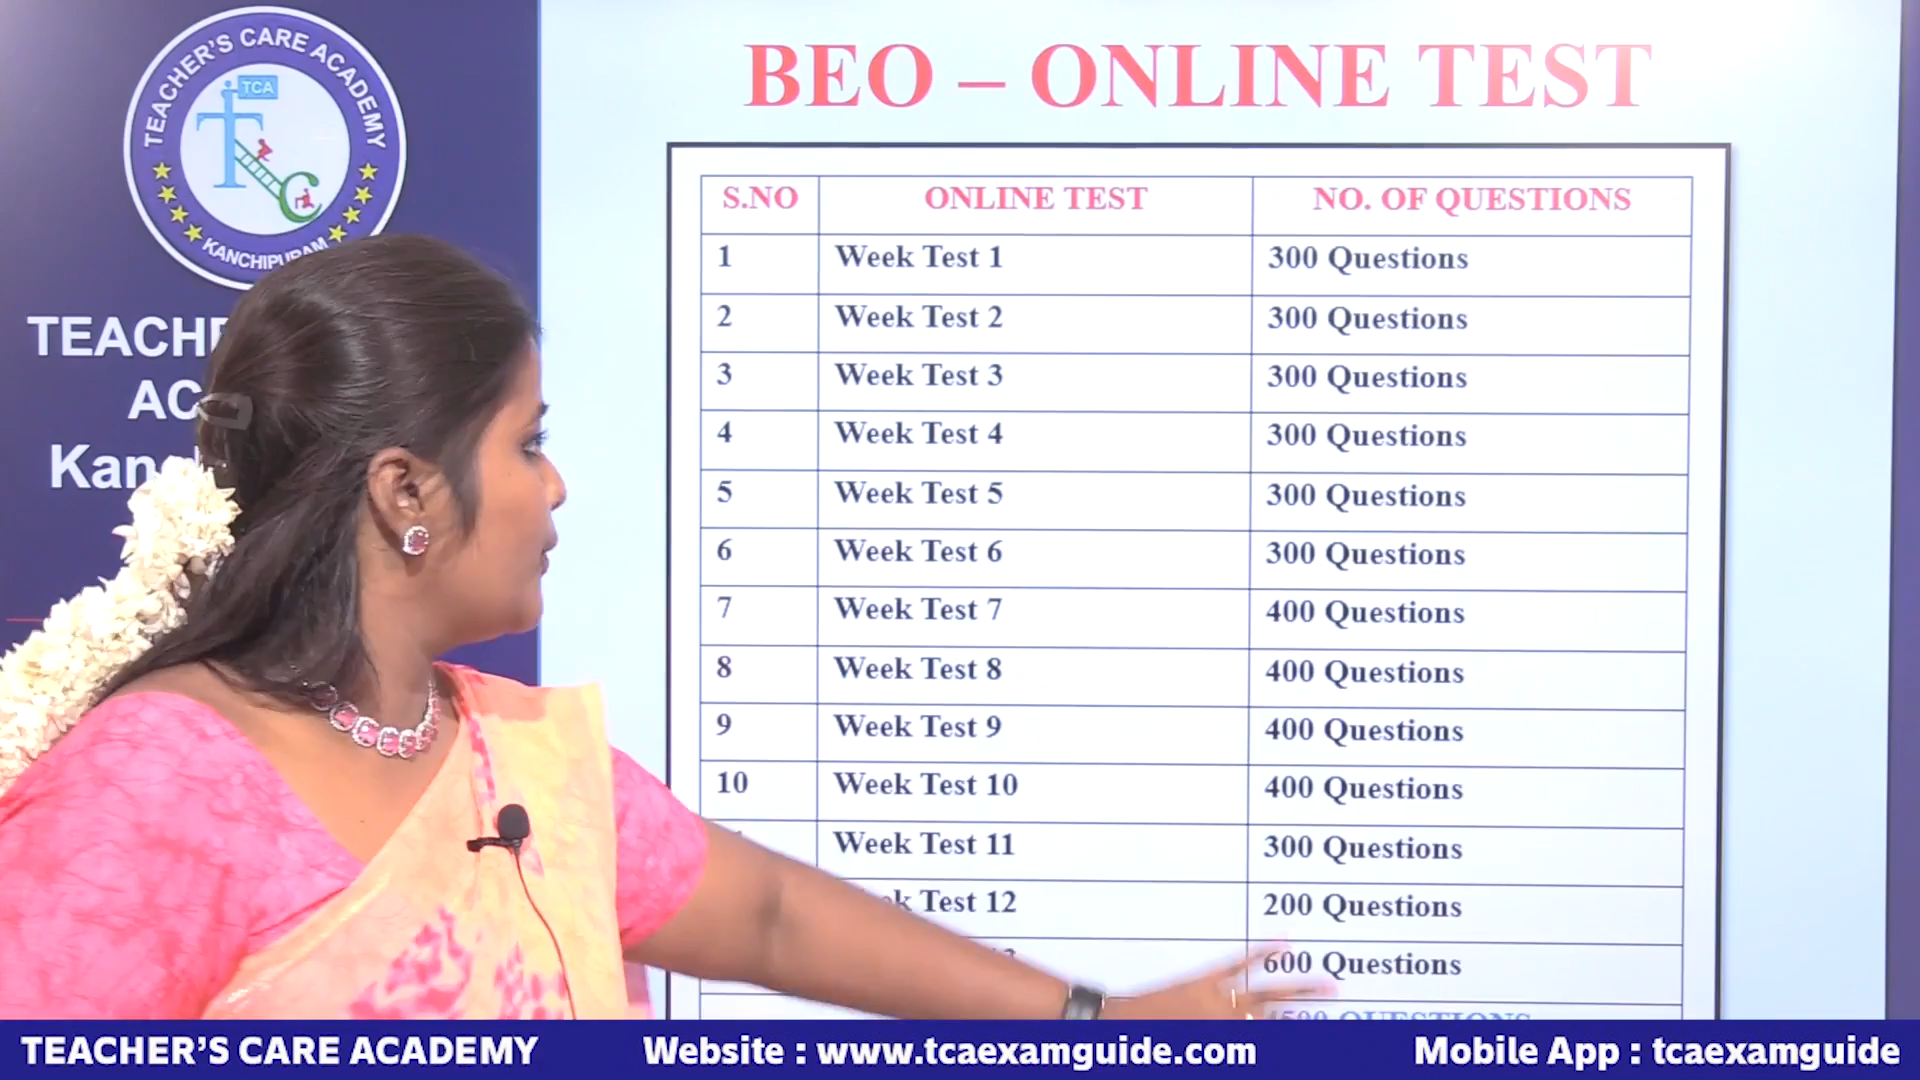 TEACHER'S CARE ACADEMY
TCA
KANCHIPURAM
BEO – ONLINE TEST
S.NO ONLINE TEST NO. OF QUESTIONS
1 Week Test 1 300 Questions
2 Week Test 2 300 Questions
3 Week Test 3 300 Questions
4 Week Test 4 300 Questions
5 Week Test 5 300 Questions
6 Week Test 6 300 Questions
7 Week Test 7 400 Questions
8 Week Test 8 400 Questions
9 Week Test 9 400 Questions
10 Week Test 10 400 Questions
Week Test 11 300 Questions
Test 12 200 Questions
600 Questions
QUESTIONS
TEACHER'S CARE ACADEMY Website : www.tcaexamguide.com Mobile App : tcaexamguide